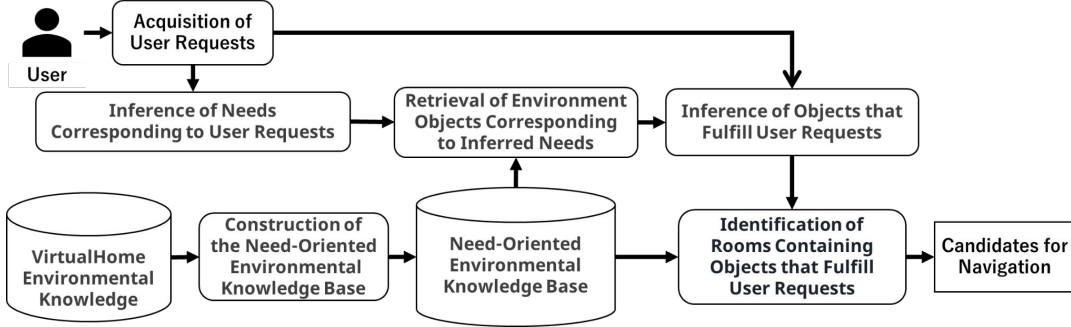 User
Acquisition of
User Requests
Inference of Needs
Corresponding to User Requests
Retrieval of Environment
Objects Corresponding
to Inferred Needs
Inference of Objects that
Fulfill User Requests
VirtualHome
Environmental
Knowledge
Construction of
the Need-Oriented
Environmental
Knowledge Base
Need-Oriented
Environmental
Knowledge Base
Identification of
Rooms Containing
Objects that Fulfill
User Requests
Candidates for
Navigation